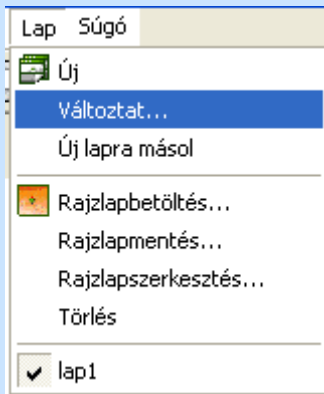 Lap Súgó
Új
Változtat...
Új lapra másol
Rajzlapbetöltés...
Rajzlapmentés...
Rajzlapszerkesztés...
Törlés
lap1